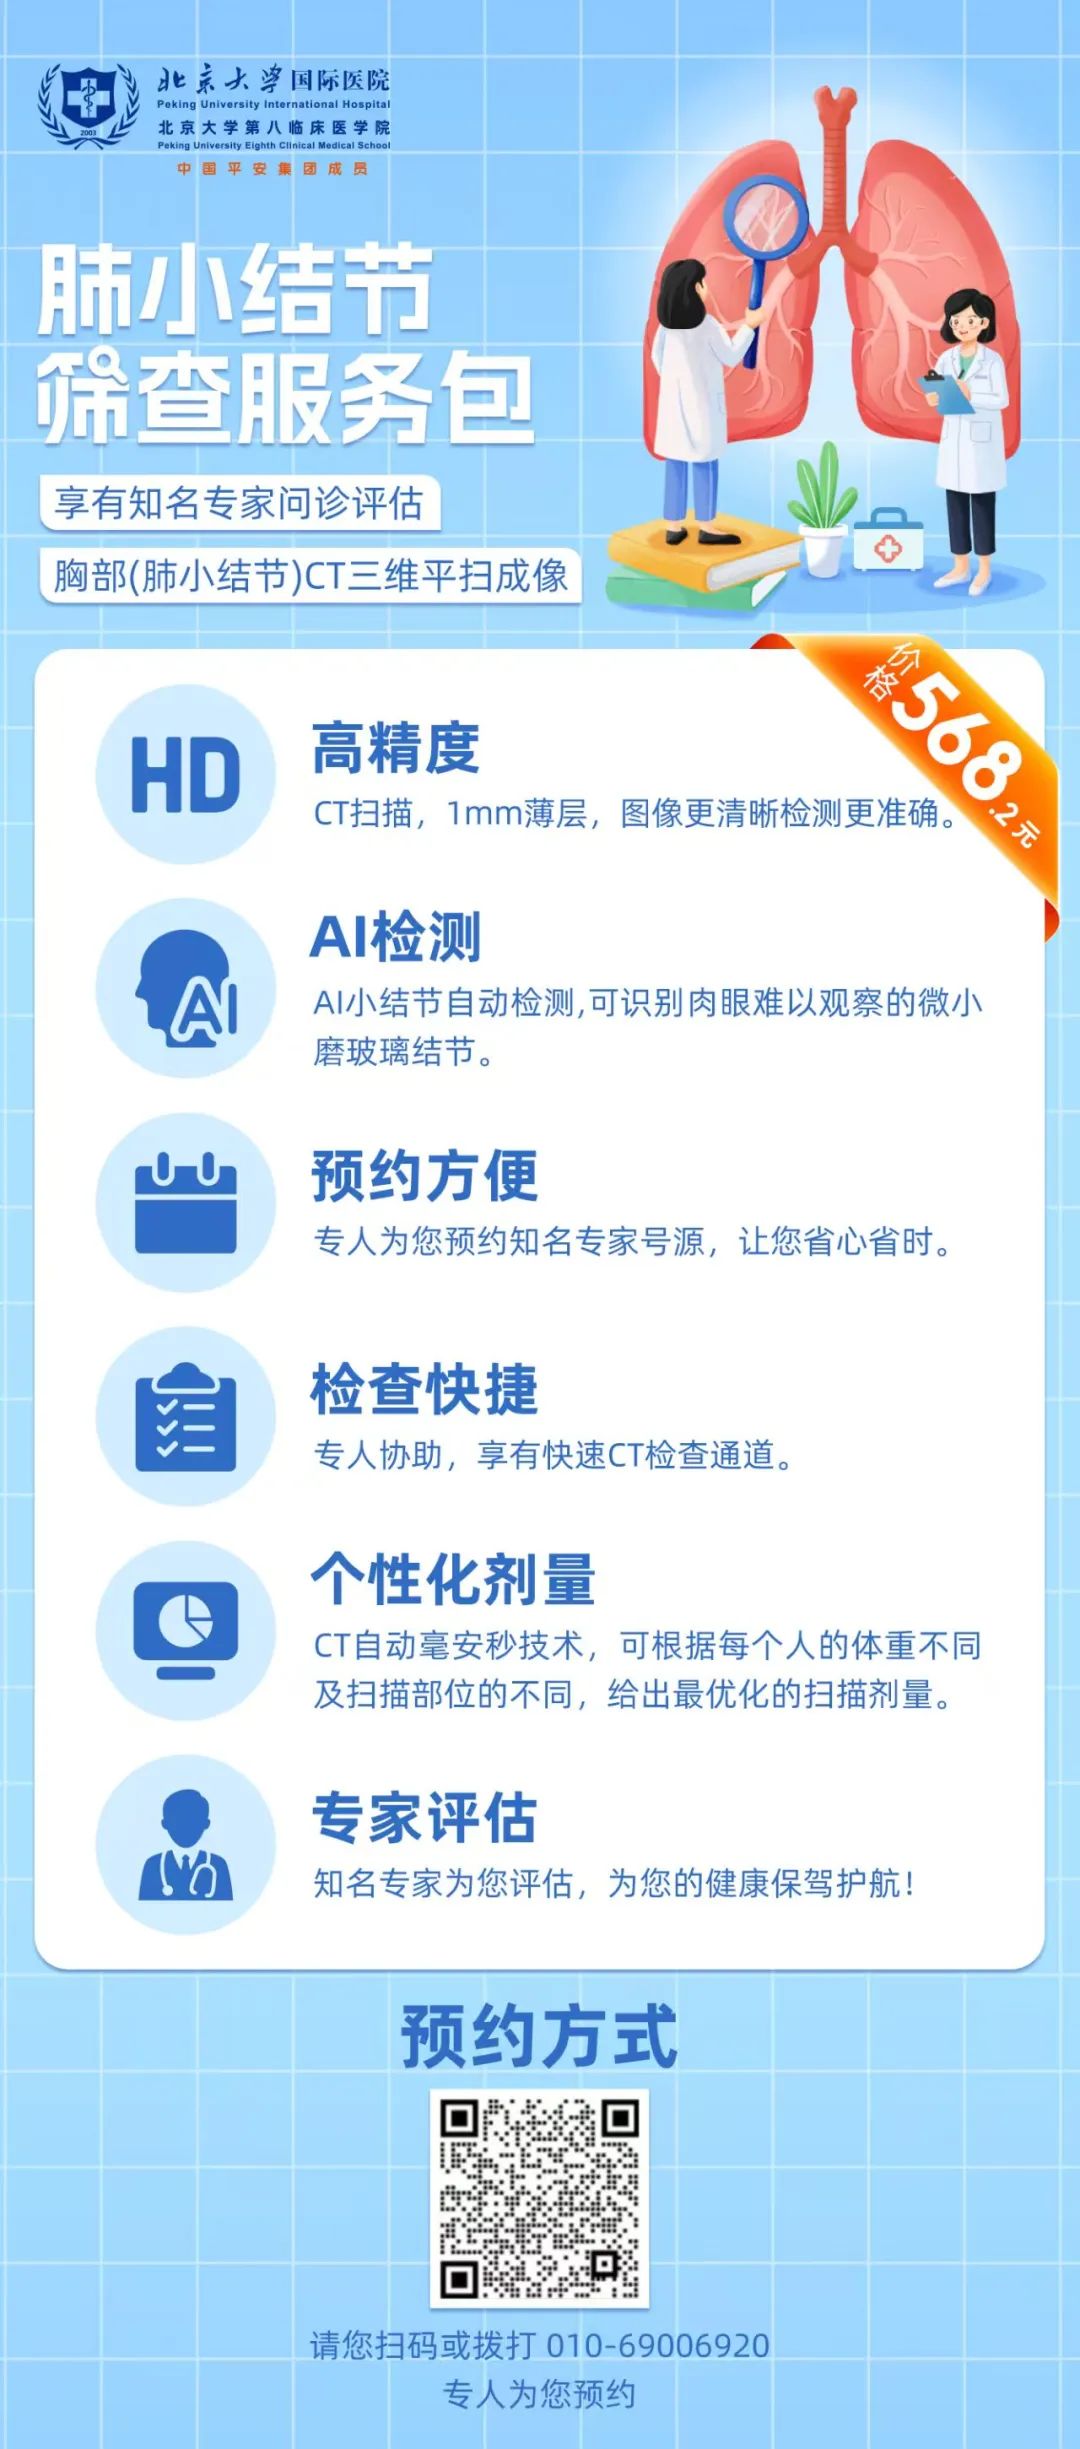 北京大学国际医院
Peking University International Hospital
北京大学第八临床医学院
Peking University Eighth Clinical Medical School
中国平安集团成员
2003
肺小结节
筛查服务包
享有知名专家问诊评估
胸部(肺小结节)CT三维平扫成像
价格568.2元
HD
高精度
CT扫描，1mm薄层，图像更清晰检测更准确。
AI
AI检测
AI小结节自动检测,可识别肉眼难以观察的微小
磨玻璃结节。
预约方便
专人为您预约知名专家号源，让您省心省时。
检查快捷
专人协助，享有快速CT检查通道。
个性化剂量
CT自动毫安秒技术，可根据每个人的体重不同
及扫描部位的不同，给出最优化的扫描剂量。
专家评估
知名专家为您评估，为您的健康保驾护航！
预约方式
请您扫码或拨打 010-69006920
专人为您预约